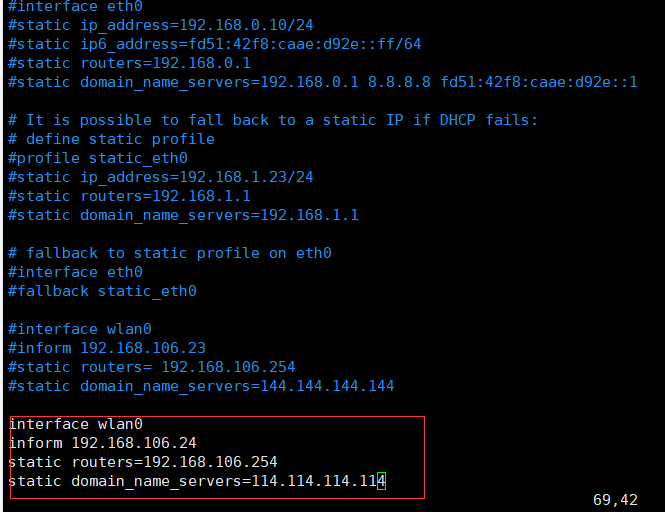 #interface eth0
#static ip_address=192.168.0.10/24
#static ip6_address=fd51:42f8:caae:d92e::ff/64
#static routers=192.168.0.1
#static domain_name_servers=192.168.0.1 8.8.8.8 fd51:42f8:caae:d92e::1
# It is possible to fall back to a static IP if DHCP fails:
# define static profile
#profile static_eth0
#static ip_address=192.168.1.23/24
#static routers=192.168.1.1
#static domain_name_servers=192.168.1.1
# fallback to static profile on eth0
#interface eth0
#fallback static_eth0
#interface wlan0
#inform 192.168.106.23
#static routers= 192.168.106.254
#static domain_name_servers=144.144.144.144
interface wlan0
inform 192.168.106.24
static routers=192.168.106.254
static domain_name_servers=114.114.114.114
69,42